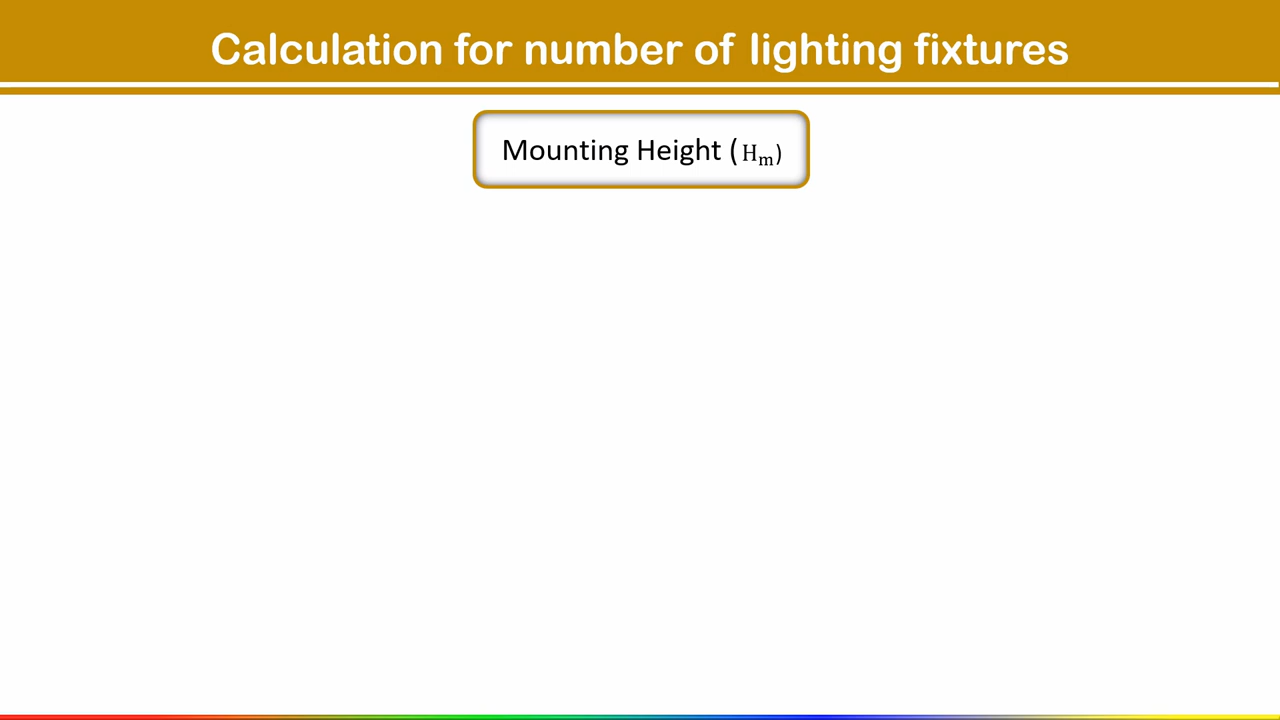 Calculation for number of lighting fixtures
Mounting Height (Hₘ)